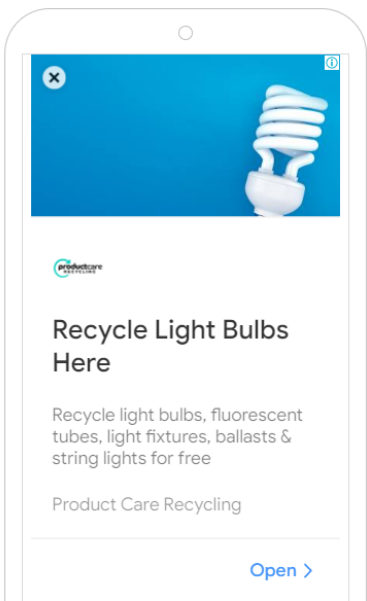 productcare
RECYCLING
Recycle Light Bulbs
Here
Recycle light bulbs, fluorescent
tubes, light fixtures, ballasts &
string lights for free
Product Care Recycling
Open >